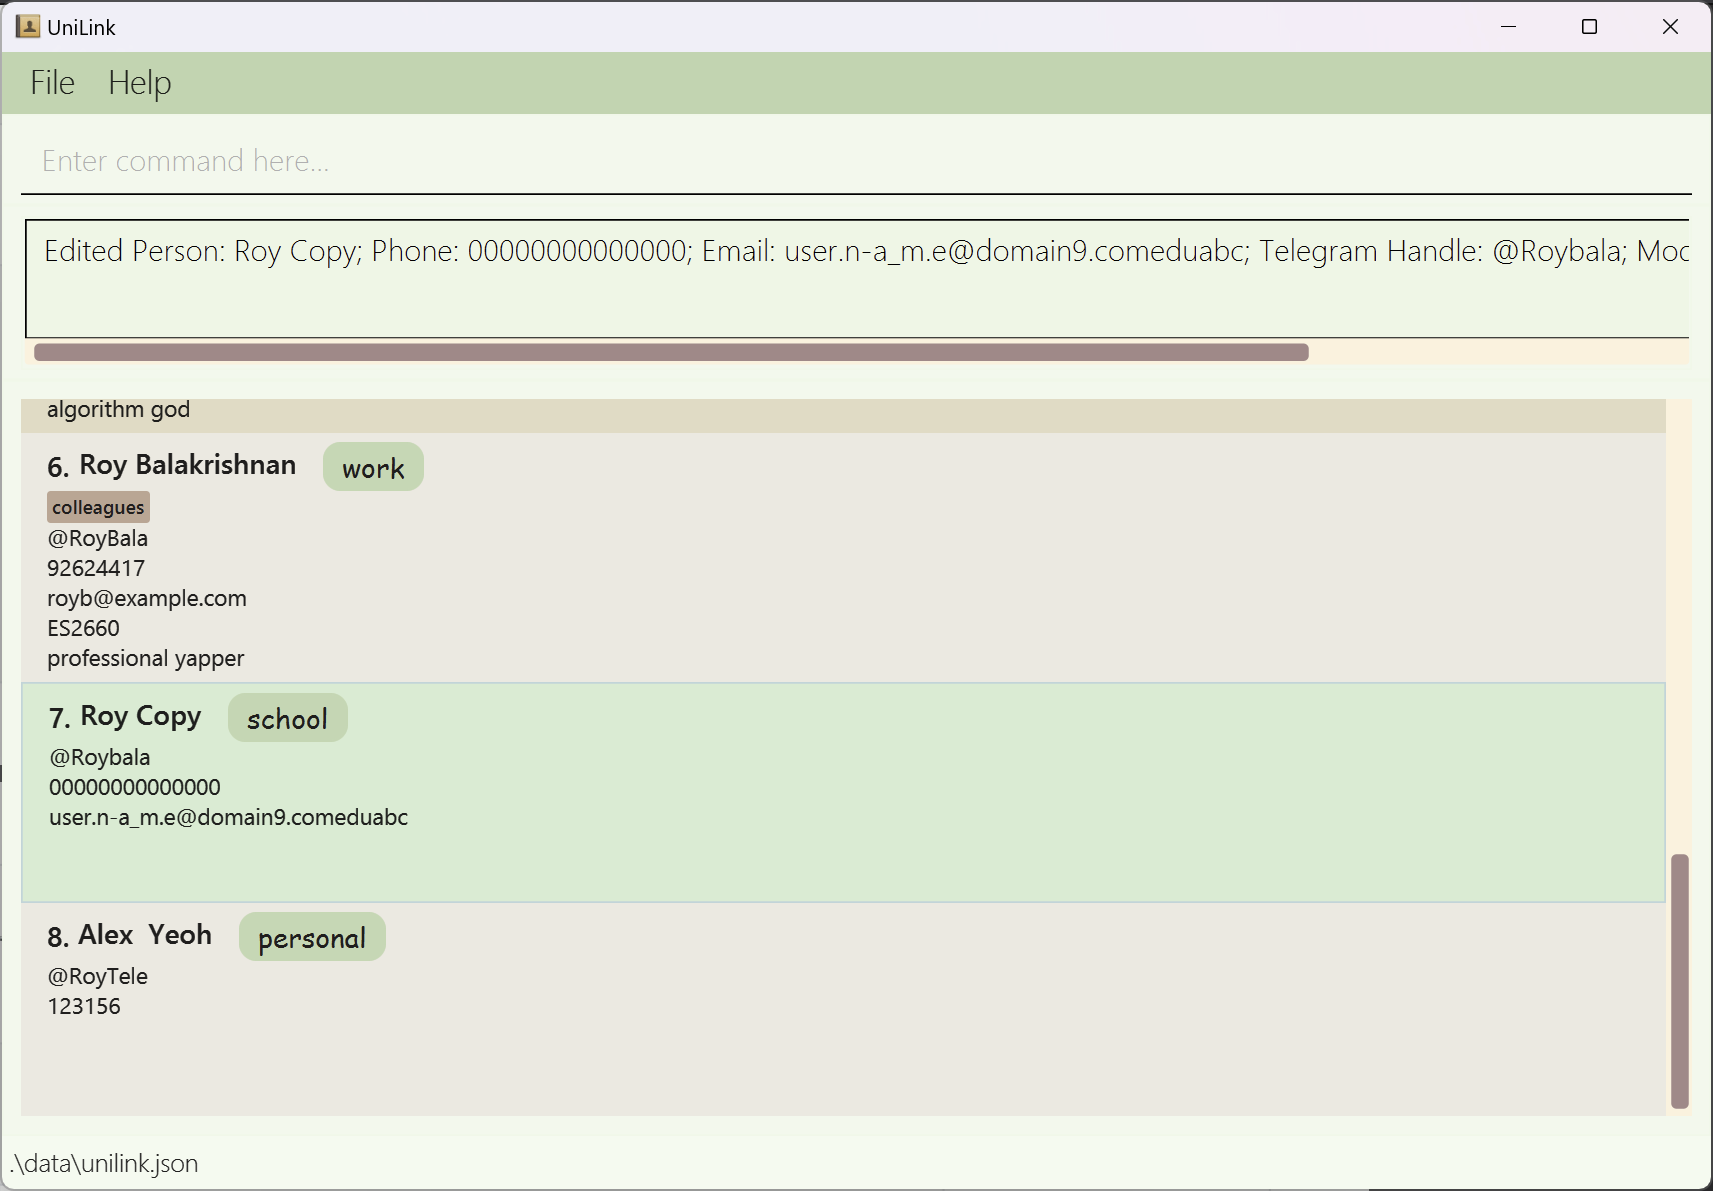 UniLink
File Help
Enter command here...
Edited Person: Roy Copy; Phone: 00000000000000; Email: user.n-a_m.e@domain9.comeduabc; Telegram Handle: @Roybala; Moc
algorithm god
6. Roy Balakrishnan work
colleagues
@RoyBala
92624417
royb@example.com
ES2660
professional yapper
7. Roy Copy school
@Roybala
00000000000000
user.n-a_m.e@domain9.comeduabc
8. Alex  Yeoh personal
@RoyTele
123156
.\data\unilink.json